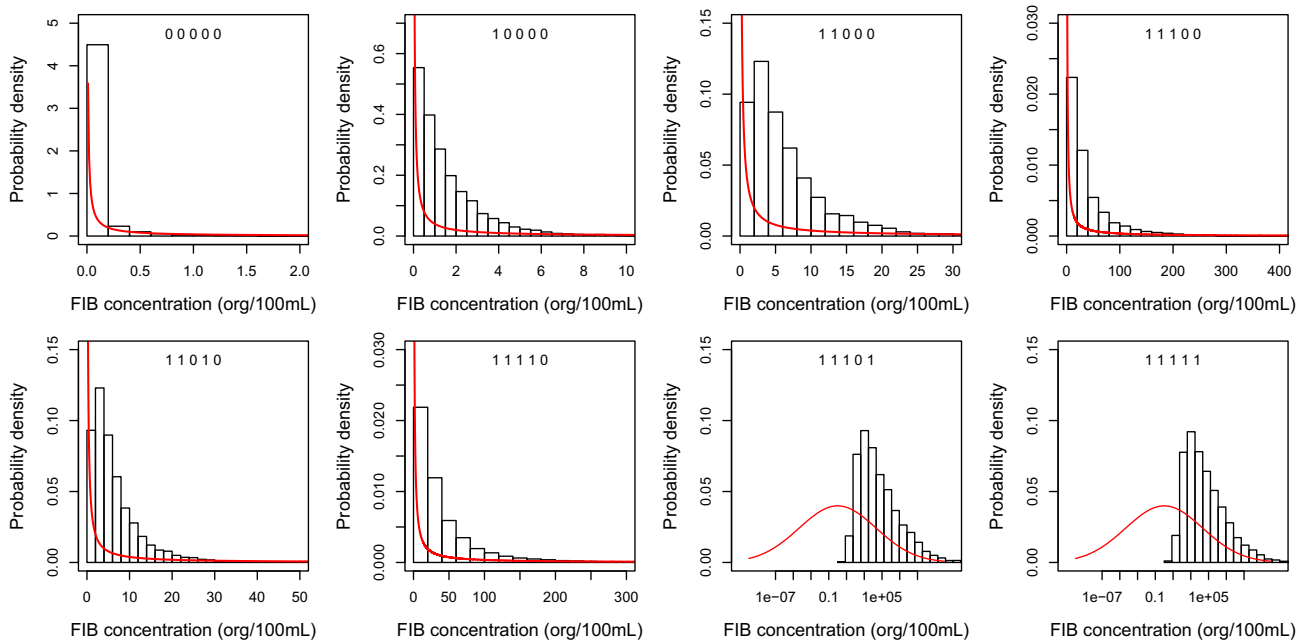 0 0 0 0 0
Probability density
5
4
3
2
1
0
0.0 0.5 1.0 1.5 2.0
FIB concentration (org/100mL)
1 0 0 0 0
Probability density
0.6
0.4
0.2
0.0
0 2 4 6 8 10
FIB concentration (org/100mL)
1 1 0 0 0
Probability density
0.15
0.10
0.05
0.00
0 5 10 15 20 25 30
FIB concentration (org/100mL)
1 1 1 0 0
Probability density
0.030
0.020
0.010
0.000
0 100 200 300 400
FIB concentration (org/100mL)
1 1 0 1 0
Probability density
0.15
0.10
0.05
0.00
0 10 20 30 40 50
FIB concentration (org/100mL)
1 1 1 1 0
Probability density
0.030
0.020
0.010
0.000
0 50 100 200 300
FIB concentration (org/100mL)
1 1 1 0 1
Probability density
0.15
0.10
0.05
0.00
1e−07 0.1 1e+05
FIB concentration (org/100mL)
1 1 1 1 1
Probability density
0.15
0.10
0.05
0.00
1e−07 0.1 1e+05
FIB concentration (org/100mL)